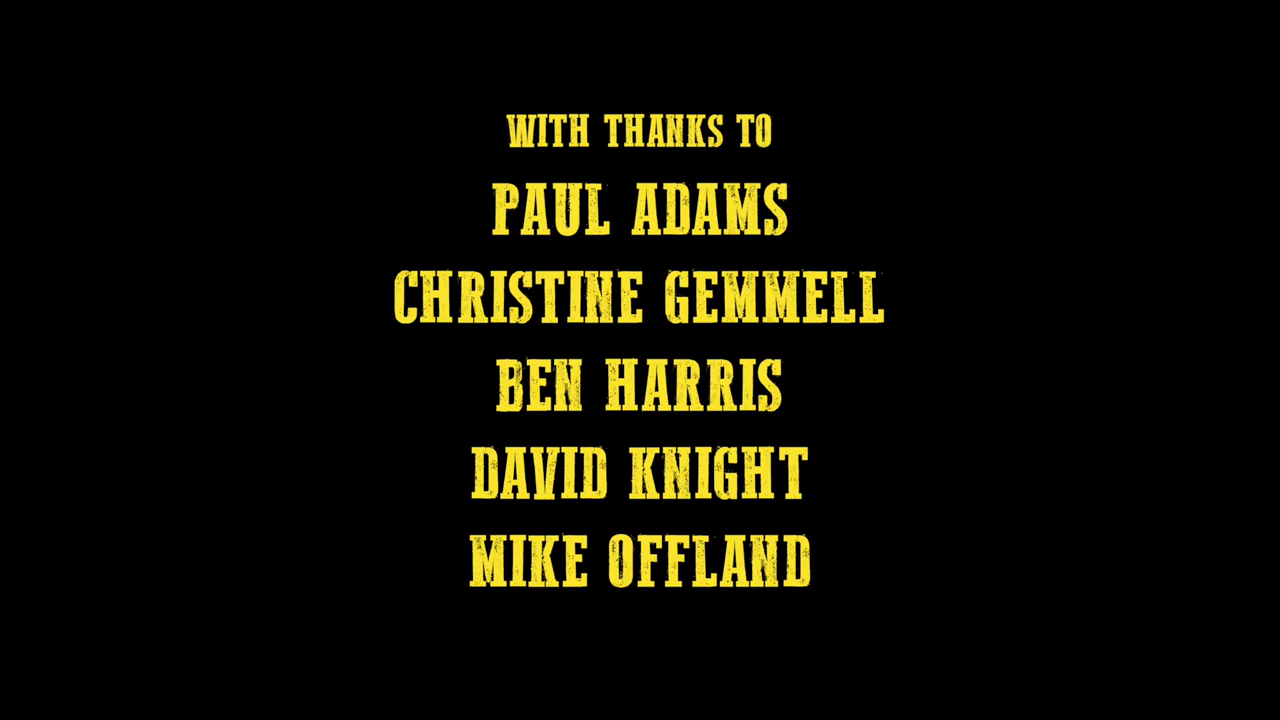 WITH THANKS TO
PAUL ADAMS
CHRISTINE GEMMELL
BEN HARRIS
DAVID KNIGHT
MIKE OFFLAND